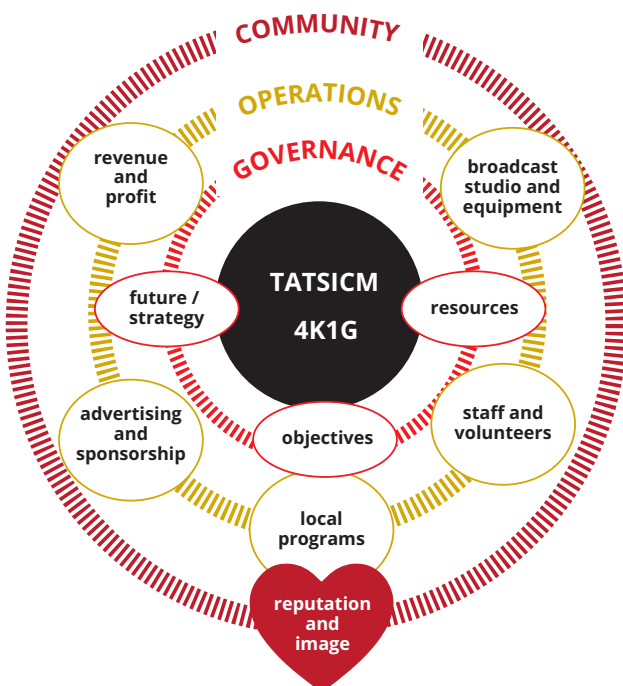 COMMUNITY
OPERATIONS
GOVERNANCE
revenue
and
profit
broadcast
studio and
equipment
TATSICM
4K1G
future /
strategy
resources
advertising
and
sponsorship
objectives
staff and
volunteers
local
programs
reputation
and
image